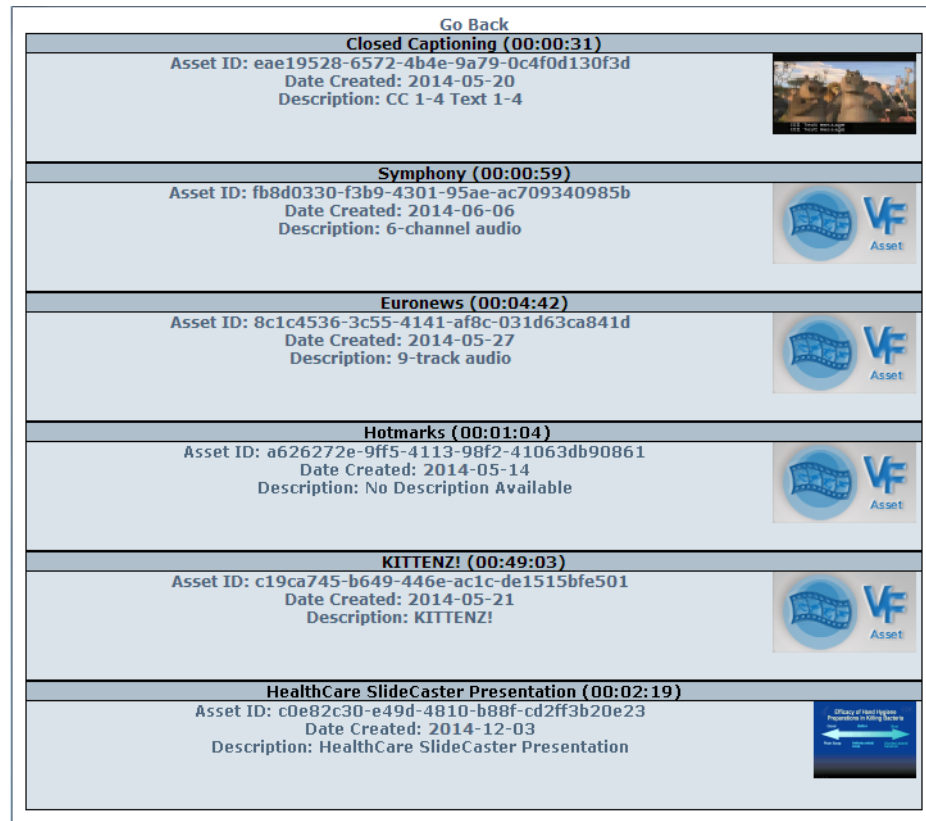 Go Back
Closed Captioning (00:00:31)
Asset ID: eae19528-6572-4b4e-9a79-0c4f0d130f3d
Date Created: 2014-05-20
Description: CC 1-4 Text 1-4
Symphony (00:00:59)
Asset ID: fb8d0330-f3b9-4301-95ae-ac709340985b
Date Created: 2014-06-06
Description: 6-channel audio
VF
Asset
Euronews (00:04:42)
Asset ID: 8c1c4536-3c55-4141-af8c-031d63ca841d
Date Created: 2014-05-27
Description: 9-track audio
VF
Asset
Hotmarks (00:01:04)
Asset ID: a626272e-9ff5-4113-98f2-41063db90861
Date Created: 2014-05-14
Description: No Description Available
VF
Asset
KITTENZ! (00:49:03)
Asset ID: c19ca745-b649-446e-ac1c-de1515bfe501
Date Created: 2014-05-21
Description: KITTENZ!
VF
Asset
HealthCare SlideCaster Presentation (00:02:19)
Asset ID: c0e82c30-e49d-4810-b88f-cd2ff3b20e23
Date Created: 2014-12-03
Description: HealthCare SlideCaster Presentation
Efficacy of Hand Hygiene
Preparations in Killing Bacteria